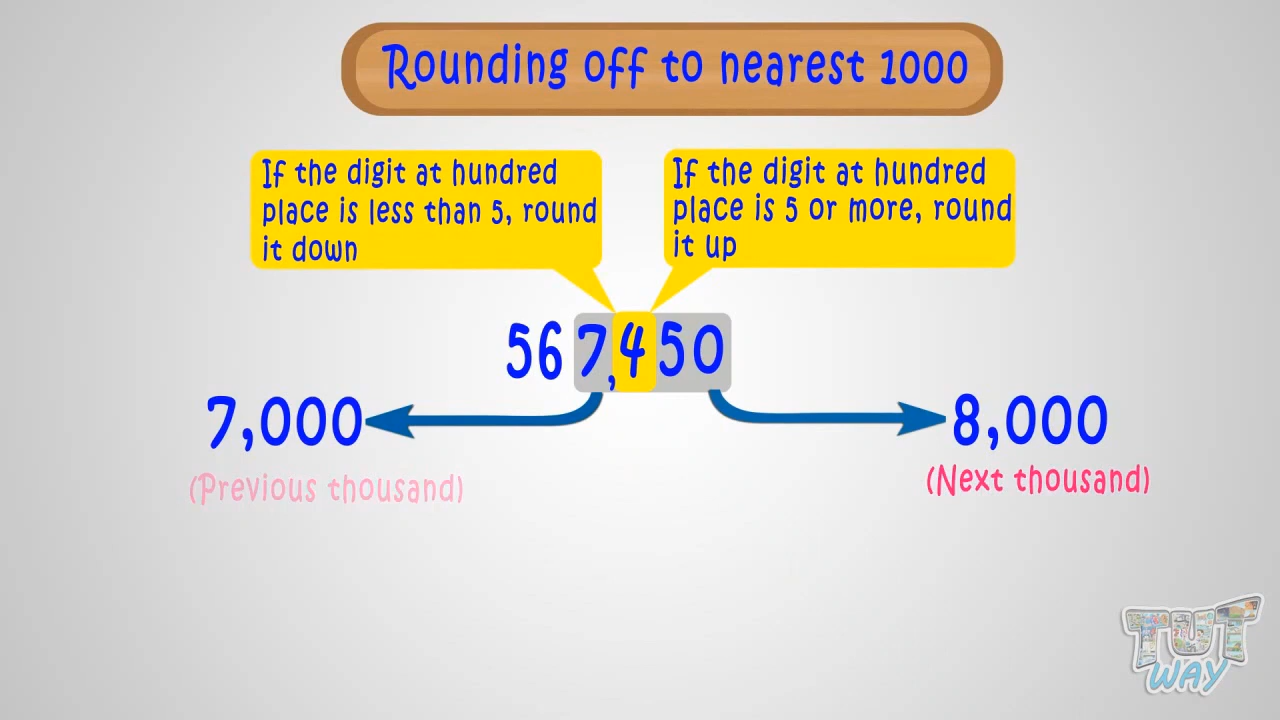 Rounding off to nearest 1000
If the digit at hundred
place is less than 5, round
it down
If the digit at hundred
place is 5 or more, round
it up
567,450
7,000
8,000
(Previous thousand)
(Next thousand)
TUT
WAY